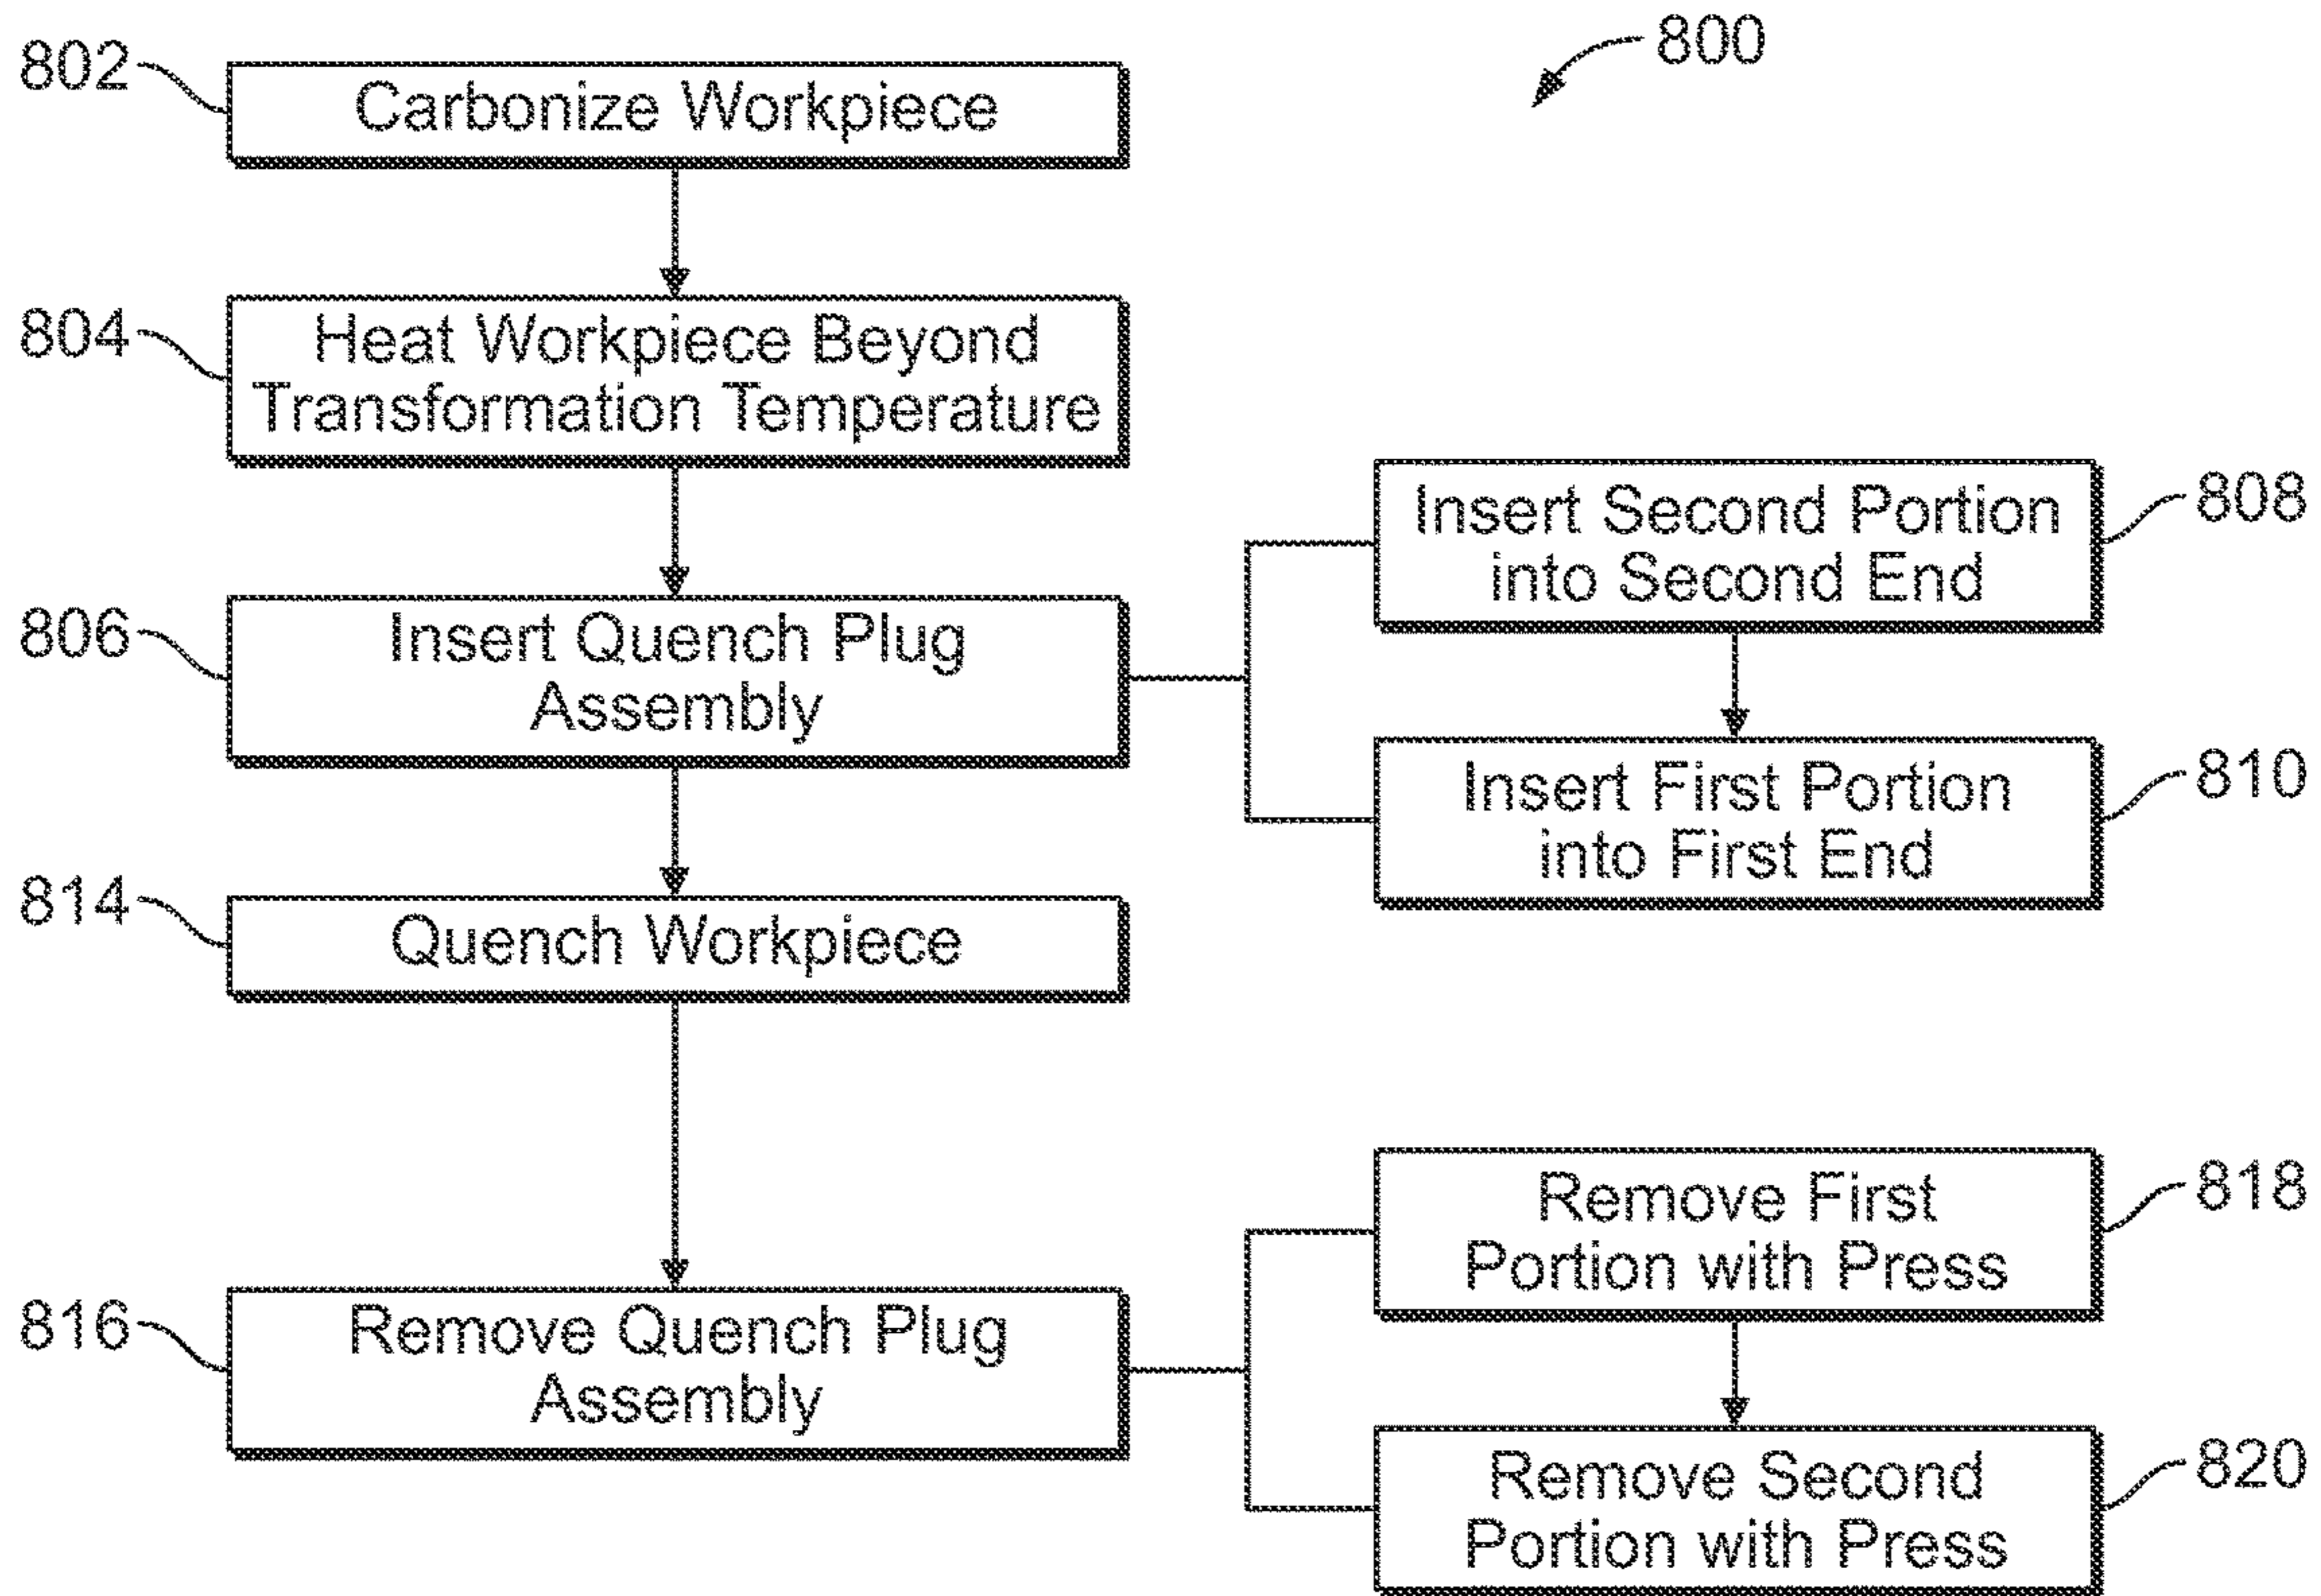 800
802
Carbonize Workpiece
804
Heat Workpiece Beyond
Transformation Temperature
806
Insert Quench Plug
Assembly
808
Insert Second Portion
into Second End
810
Insert First Portion
into First End
814
Quench Workpiece
816
Remove Quench Plug
Assembly
818
Remove First
Portion with Press
820
Remove Second
Portion with Press